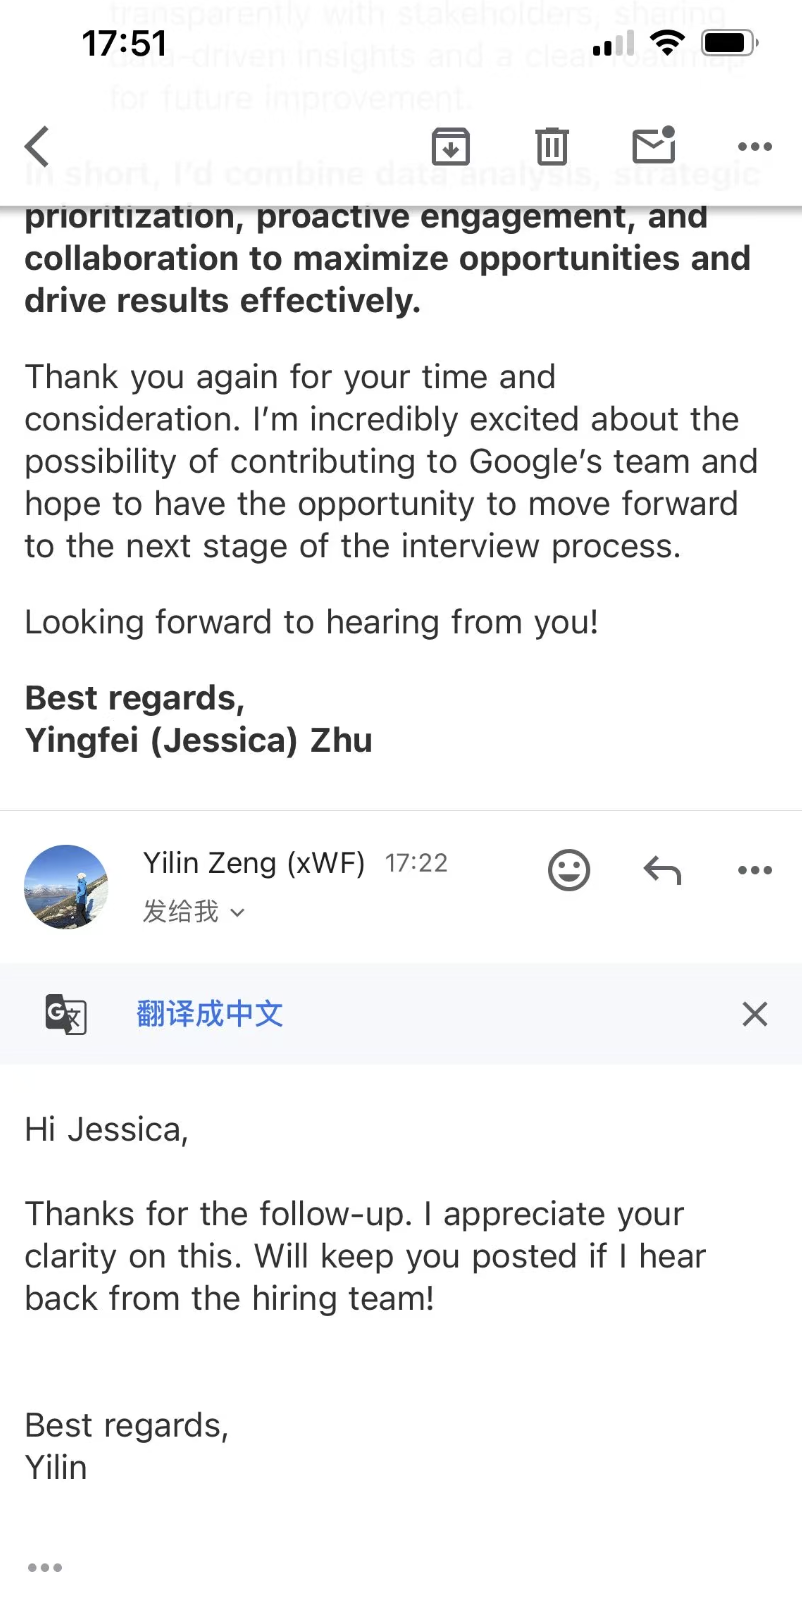 transparently with stakeholders, sharing
17:51
data-driven insights and a clear roadmap
for future improvement.
In short, I’d combine data analysis, strategic
prioritization, proactive engagement, and
collaboration to maximize opportunities and
drive results effectively.
Thank you again for your time and
consideration. I’m incredibly excited about the
possibility of contributing to Google’s team and
hope to have the opportunity to move forward
to the next stage of the interview process.
Looking forward to hearing from you!
Best regards,
Yingfei (Jessica) Zhu
Yilin Zeng (xWF) 17:22
发给我
翻译成中文
Hi Jessica,
Thanks for the follow-up. I appreciate your
clarity on this. Will keep you posted if I hear
back from the hiring team!
Best regards,
Yilin